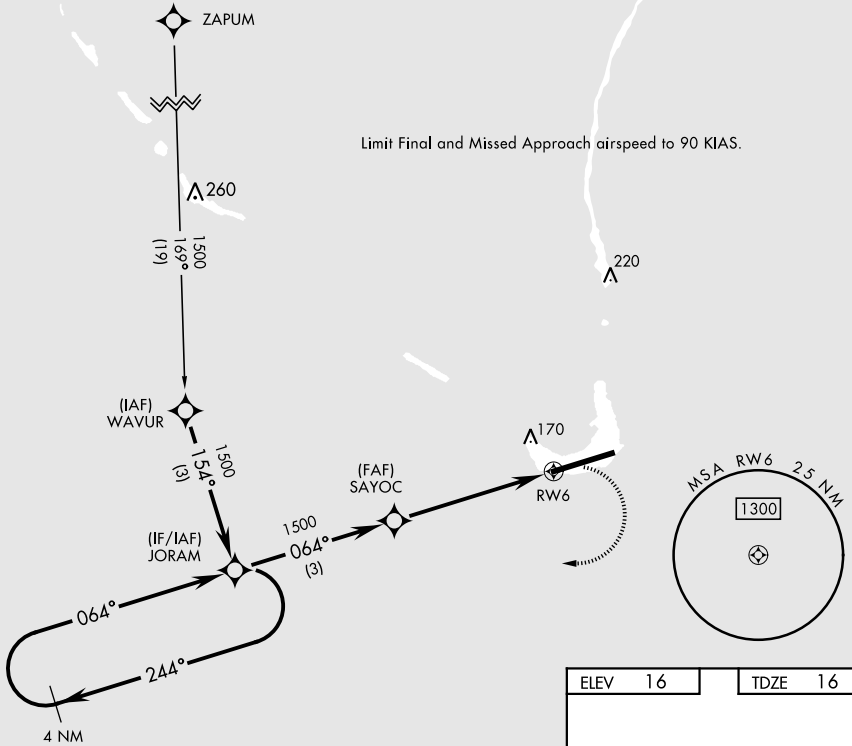 ZAPUM
Limit Final and Missed Approach airspeed to 90 KIAS.
260
1500
169°
(19)
220
(IAF)
WAVUR
1500
154°
(3)
170
(FAF)
SAYOC
RW6
MSA RW6 25 NM
1300
(IF/IAF)
JORAM
1500
064°
(3)
064°
244°
4 NM
ELEV 16
TDZE 16